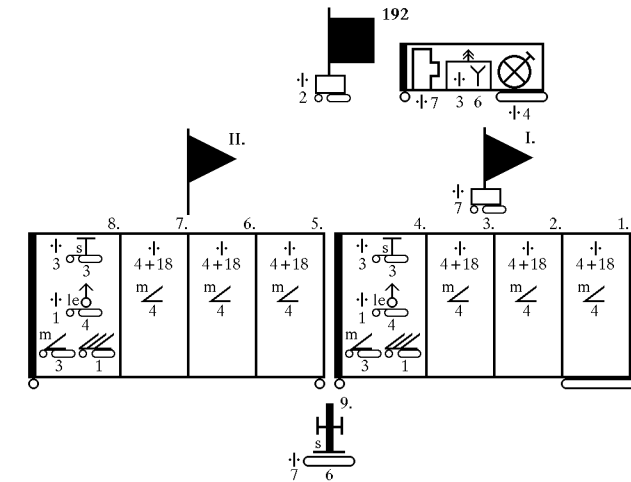 192
2
7
3 6
4
II.
I.
7
8. 7. 6. 5. 4. 3. 2. 1.
s s
3 3 4+18 4+18 4+18 3 3 4+18 4+18 4+18
le m m m le m m m
1 4 4 4 4 1 4 4 4 4
m m
3 1 3 1
9.
s
7 6